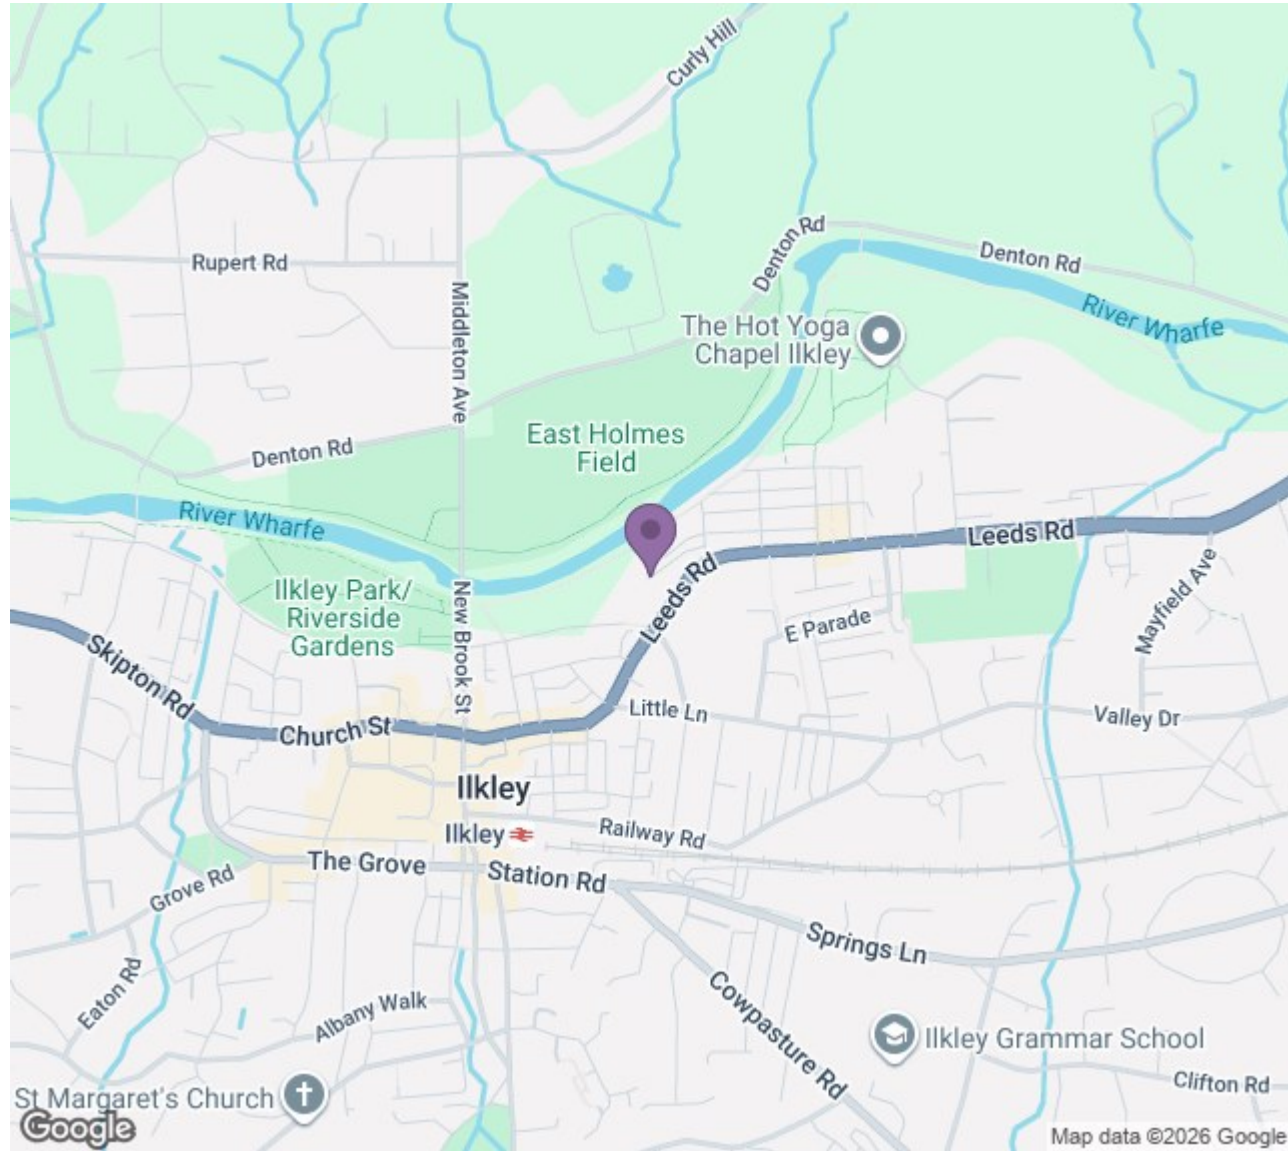 Curly Hill
Rupert Rd
Denton Rd
Denton Rd
Middleton Ave
River Wharfe
The Hot Yoga
Chapel Ilkley
East Holmes
Field
Denton Rd
River Wharfe
Leeds Rd
Ilkley Park/
Riverside
Gardens
New Brook St
Leeds Rd
E Parade
Mayfield Ave
Skipton Rd
Church St
Little Ln
Valley Dr
Ilkley
Ilkley
Railway Rd
The Grove
Station Rd
Grove Rd
Springs Ln
Eaton Rd
Albany Walk
Cowpasture Rd
Ilkley Grammar School
Clifton Rd
St Margaret's Church
Google
Map data ©2026 Google